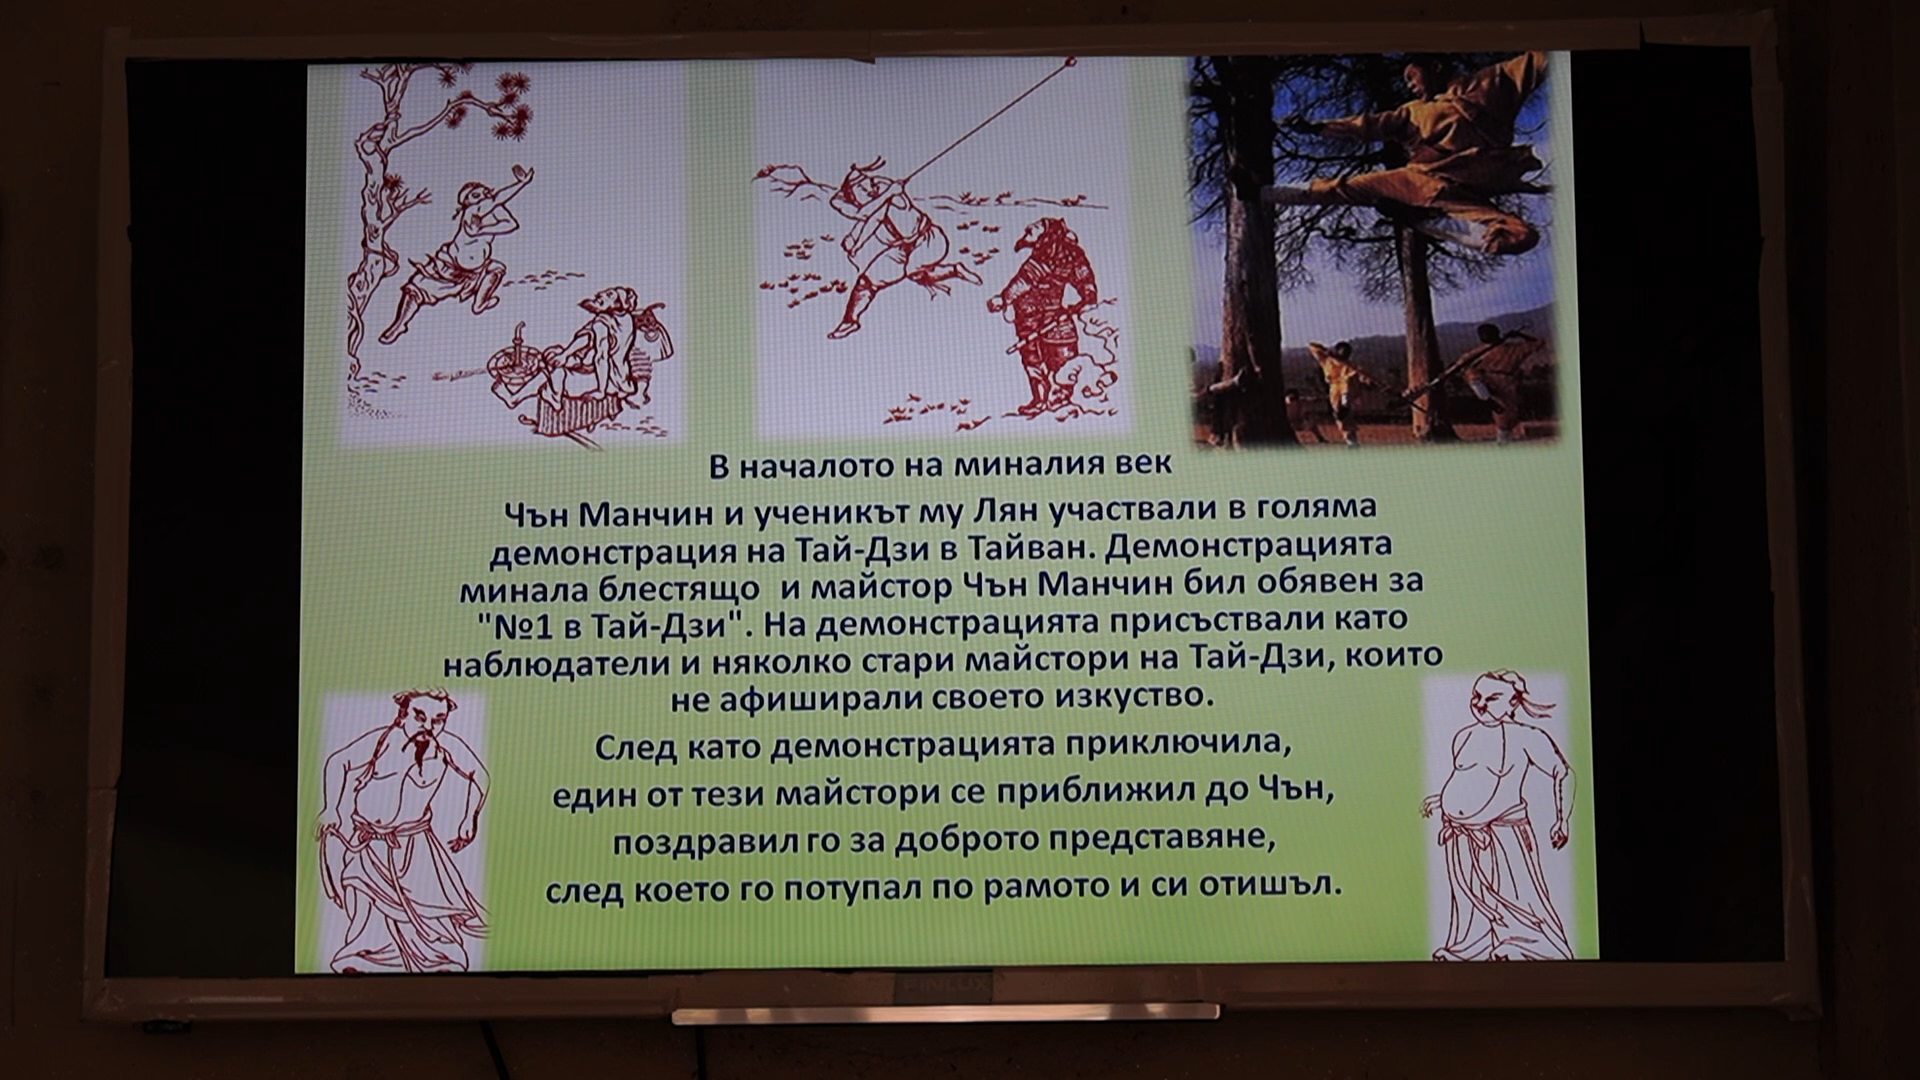 В началото на миналия век
Чън Манчин и ученикът му Лян участвали в голяма
демонстрация на Тай-Дзи в Тайван. Демонстрацията
минала блестящо и майстор Чън Манчин бил обявен за
"№1 в Тай-Дзи". На демонстрацията присъствали като
наблюдатели и няколко стари майстори на Тай-Дзи, които
не афиширали своето изкуство.
След като демонстрацията приключила,
един от тези майстори се приближил до Чън,
поздравил го за доброто представяне,
след което го потупал по рамото и си отишъл.
FINLUX